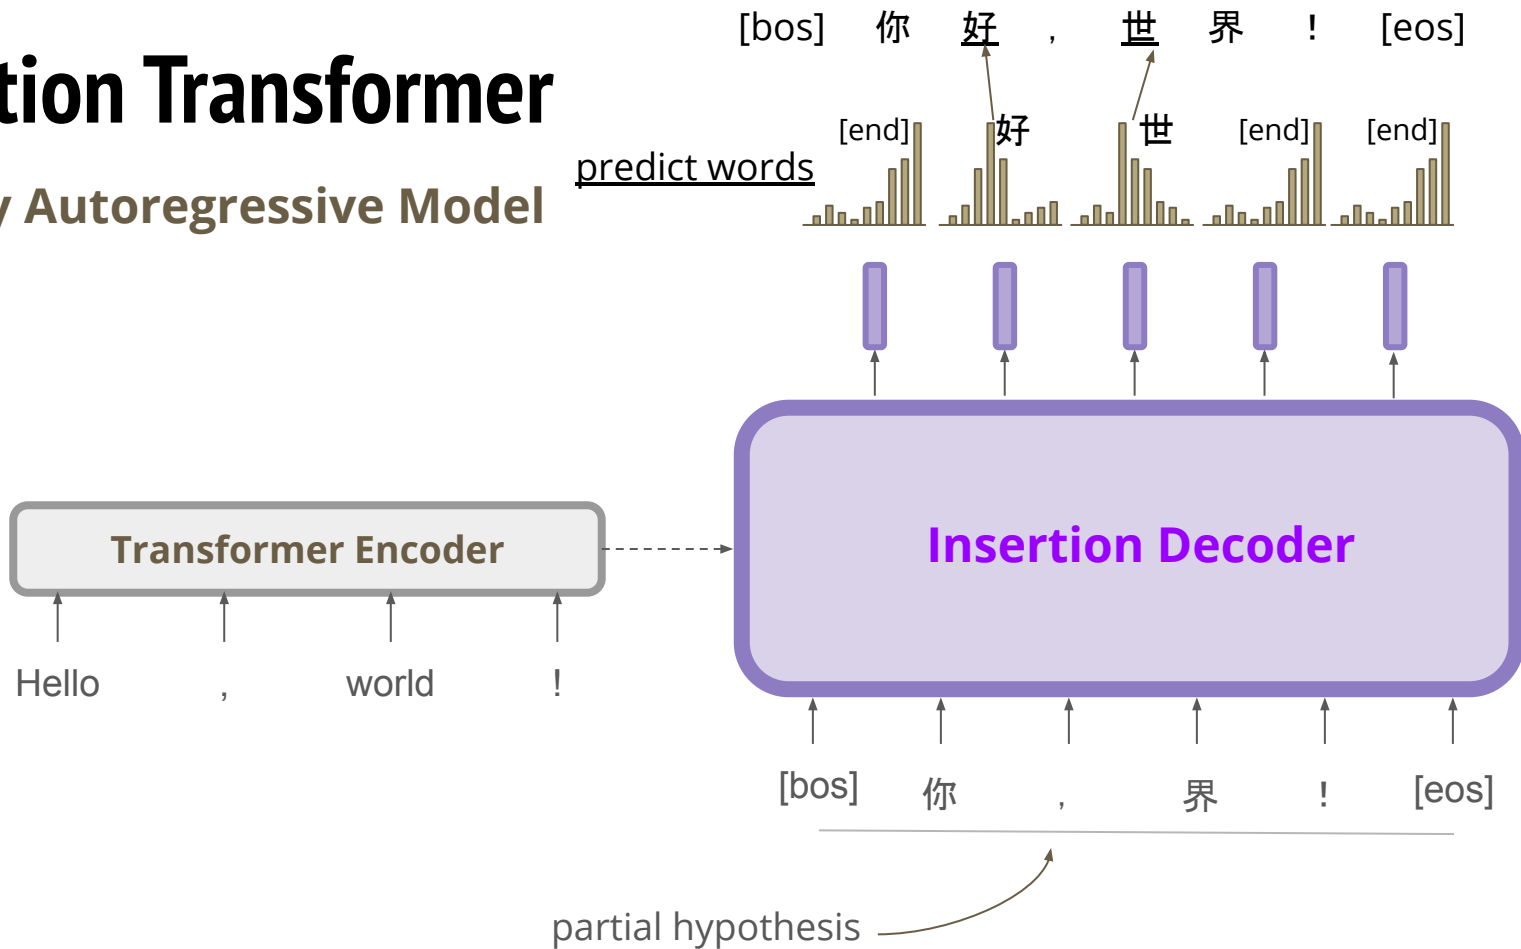 [bos] 你 好 , 世 界 ! [eos]
tion Transformer
[end] 好 世 [end] [end]
predict words
y Autoregressive Model
Transformer Encoder
Insertion Decoder
Hello , world !
[bos] 你 , 界 ! [eos]
partial hypothesis